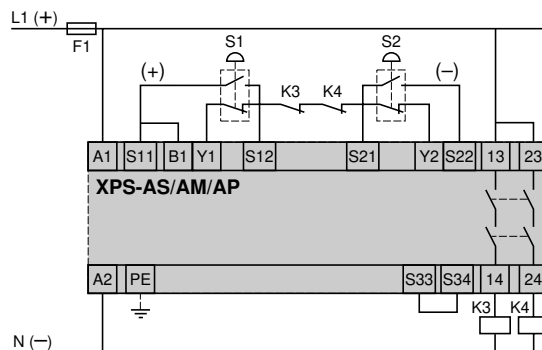 L1 (+)
F1
S1
S2
(+)
K3
K4
(–)
A1
S11
B1
Y1
S12
S21
Y2
S22
13
23
XPS-AS/AM/AP
A2
PE
S33
S34
14
24
K3
K4
N (–)